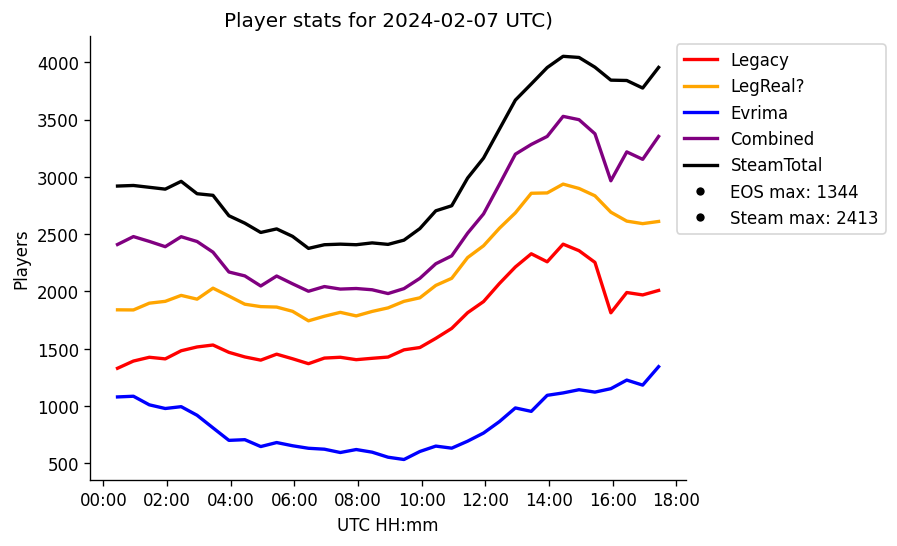 Player stats for 2024-02-07 UTC)
Players
4000
3500
3000
2500
2000
1500
1000
500
00:00 02:00 04:00 06:00 08:00 10:00 12:00 14:00 16:00 18:00
UTC HH:mm
Legacy
LegReal?
Evrima
Combined
SteamTotal
EOS max: 1344
Steam max: 2413